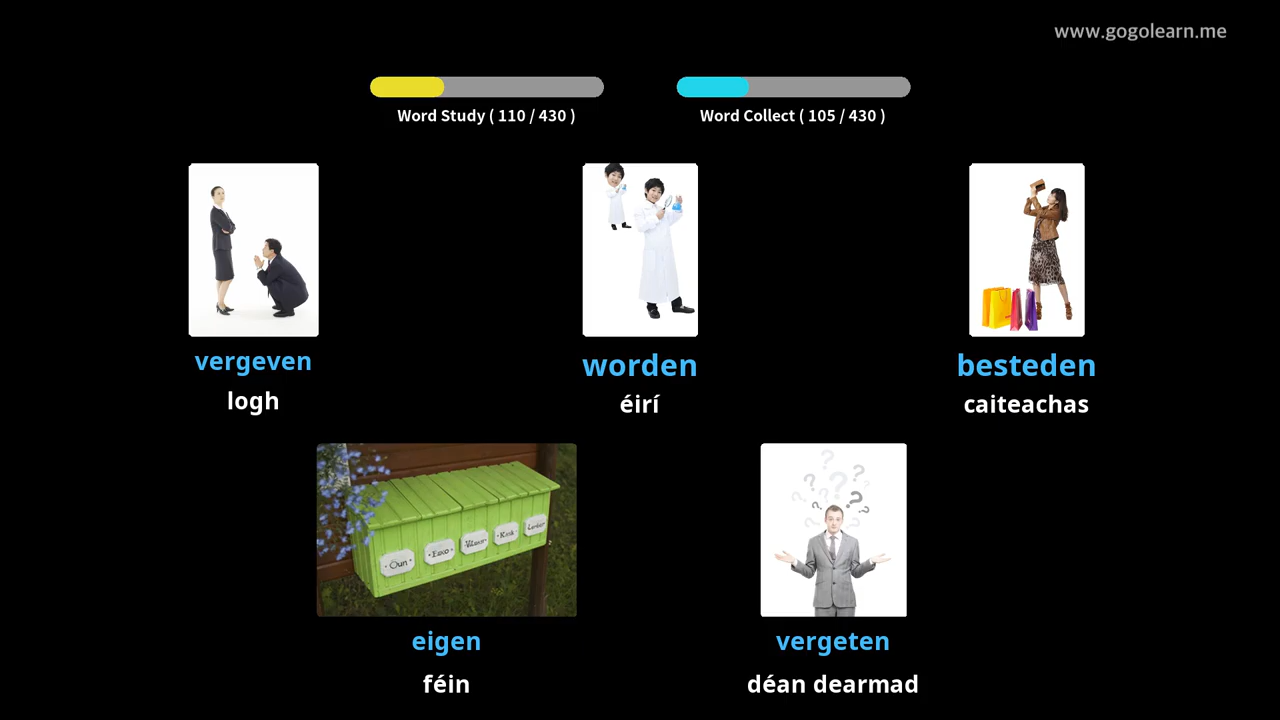 www.gogolearn.me
Word Study ( 110 / 430 )
Word Collect ( 105 / 430 )
vergeven
logh
worden
éirí
besteden
caiteachas
eigen
féin
vergeten
déan dearmad